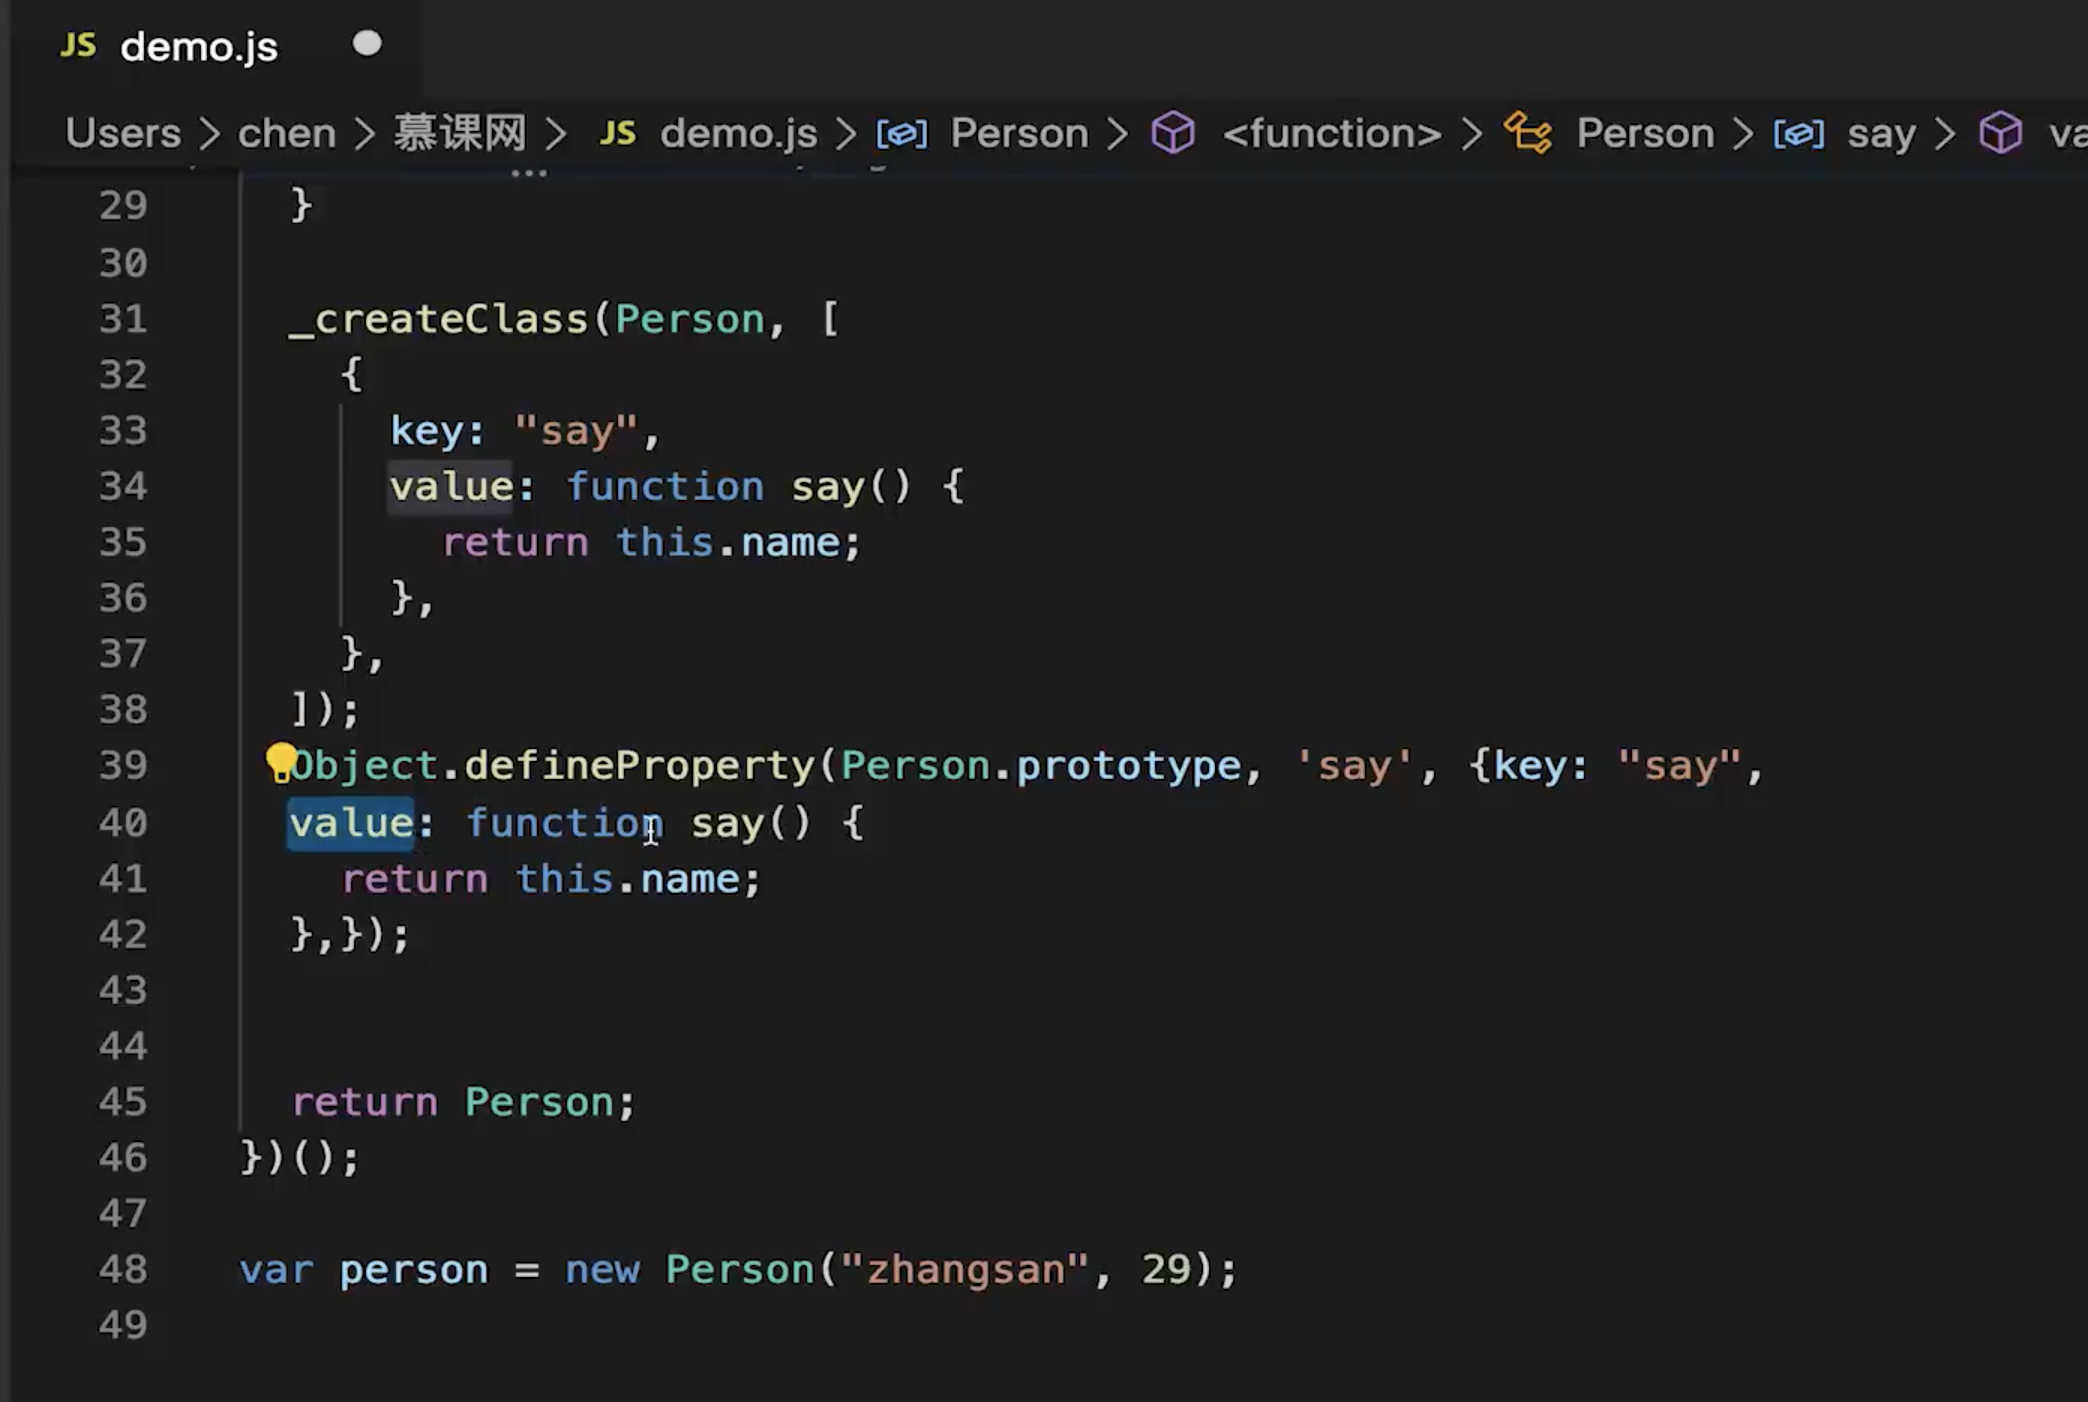 JS demo.js
Users > chen > 慕课网 > JS demo.js > Person > <function> > Person > say > va
29 }
30
31 _createClass(Person, [
32 {
33 key: "say",
34 value: function say() {
35 return this.name;
36 },
37 },
38 ]);
39 Object.defineProperty(Person.prototype, 'say', {key: "say",
40 value: function say() {
41 return this.name;
42 },});
43
44
45 return Person;
46 })();
47
48 var person = new Person("zhangsan", 29);
49